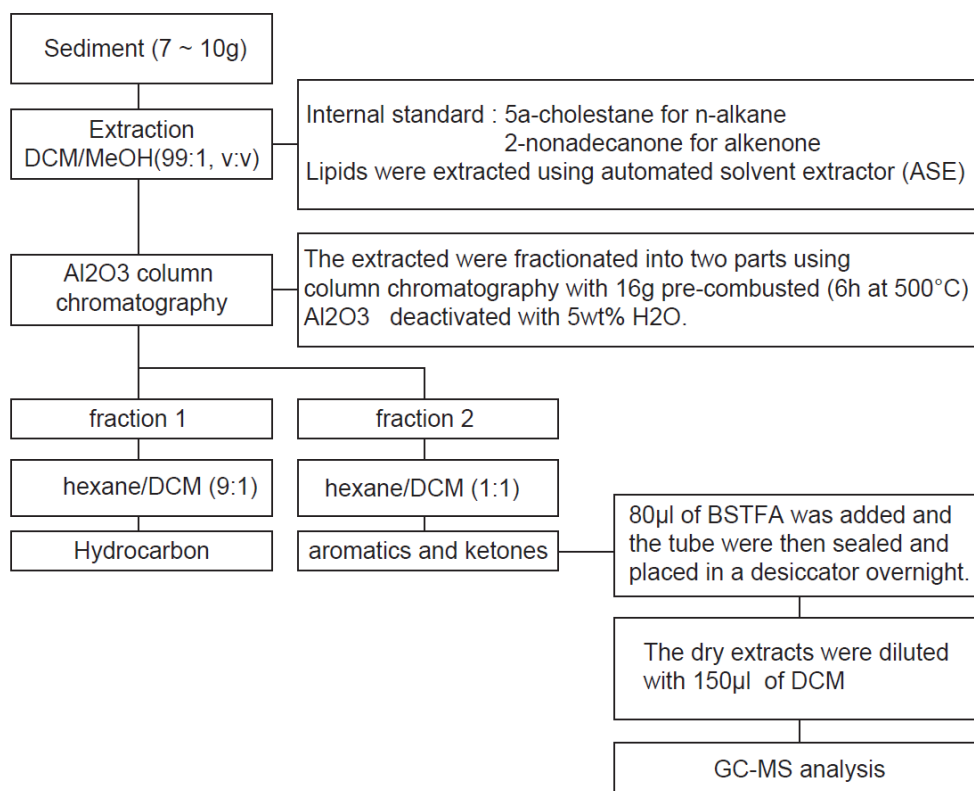 Sediment (7 ~ 10g)
Extraction
DCM/MeOH(99:1, v:v)
Internal standard : 5a-cholestane for n-alkane
2-nonadecanone for alkenone
Lipids were extracted using automated solvent extractor (ASE)
Al2O3 column
chromatography
The extracted were fractionated into two parts using
column chromatography with 16g pre-combusted (6h at 500°C)
Al2O3 deactivated with 5wt% H2O.
fraction 1
fraction 2
hexane/DCM (9:1)
hexane/DCM (1:1)
Hydrocarbon
aromatics and ketones
80µl of BSTFA was added and
the tube were then sealed and
placed in a desiccator overnight.
The dry extracts were diluted
with 150µl of DCM
GC-MS analysis